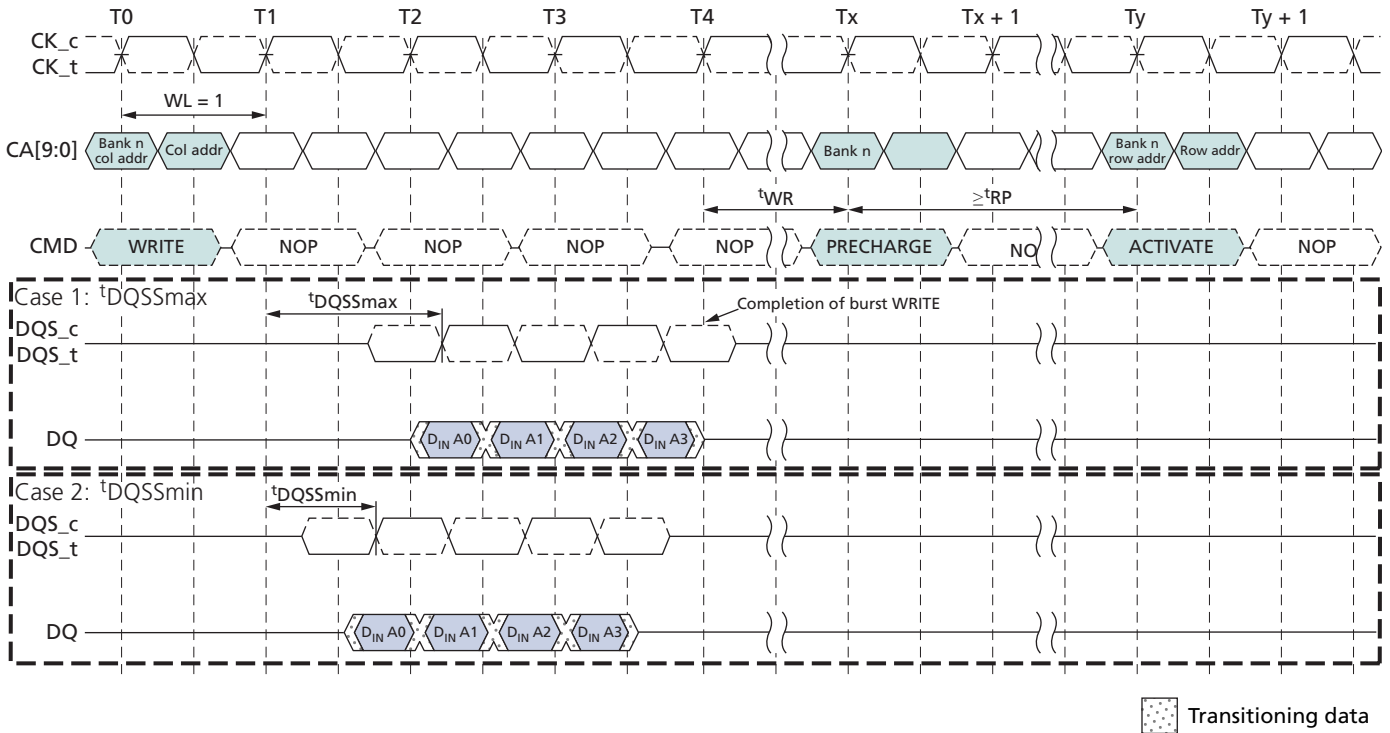 T0 T1 T2 T3 T4 Tx Tx + 1 Ty Ty + 1
CK_c
CK_t
WL = 1
CA[9:0] Bank n col addr Col addr Bank n Bank n row addr Row addr
tWR ≥tRP
CMD WRITE NOP NOP NOP NOP PRECHARGE NO ACTIVATE NOP
Case 1: tDQSSmax
tDQSSmax
Completion of burst WRITE
DQS_c
DQS_t
DQ DIN A0 DIN A1 DIN A2 DIN A3
Case 2: tDQSSmin
tDQSSmin
DQS_c
DQS_t
DQ DIN A0 DIN A1 DIN A2 DIN A3
Transitioning data